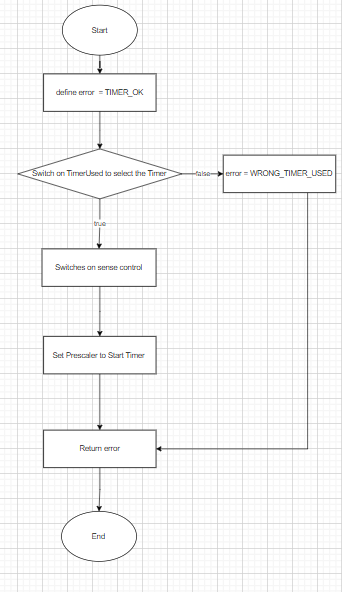 Start
define error = TIMER_OK
Switch on TimerUsed to select the Timer
false
error = WRONG_TIMER_USED
true
Switches on sense control
Set Prescaler to Start Timer
Return error
End